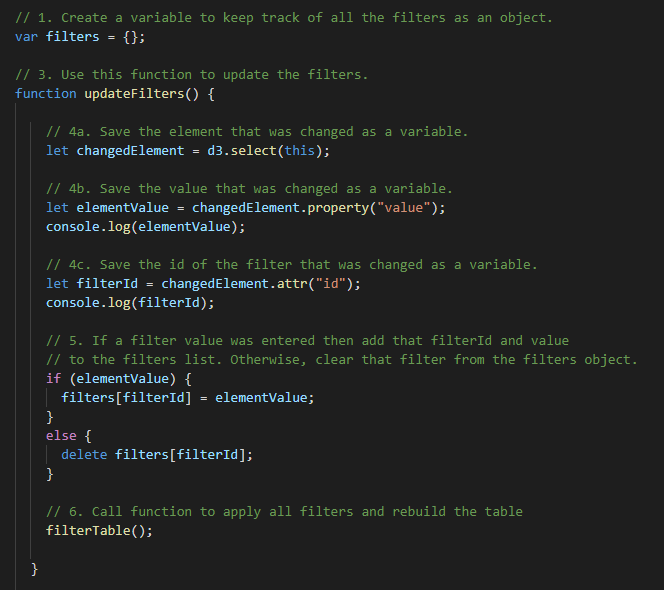 // 1. Create a variable to keep track of all the filters as an object.
var filters = {};
// 3. Use this function to update the filters.
function updateFilters() {
// 4a. Save the element that was changed as a variable.
let changedElement = d3.select(this);
// 4b. Save the value that was changed as a variable.
let elementValue = changedElement.property("value");
console.log(elementValue);
// 4c. Save the id of the filter that was changed as a variable.
let filterId = changedElement.attr("id");
console.log(filterId);
// 5. If a filter value was entered then add that filterId and value
// to the filters list. Otherwise, clear that filter from the filters object.
if (elementValue) {
filters[filterId] = elementValue;
}
else {
delete filters[filterId];
}
// 6. Call function to apply all filters and rebuild the table
filterTable();
}